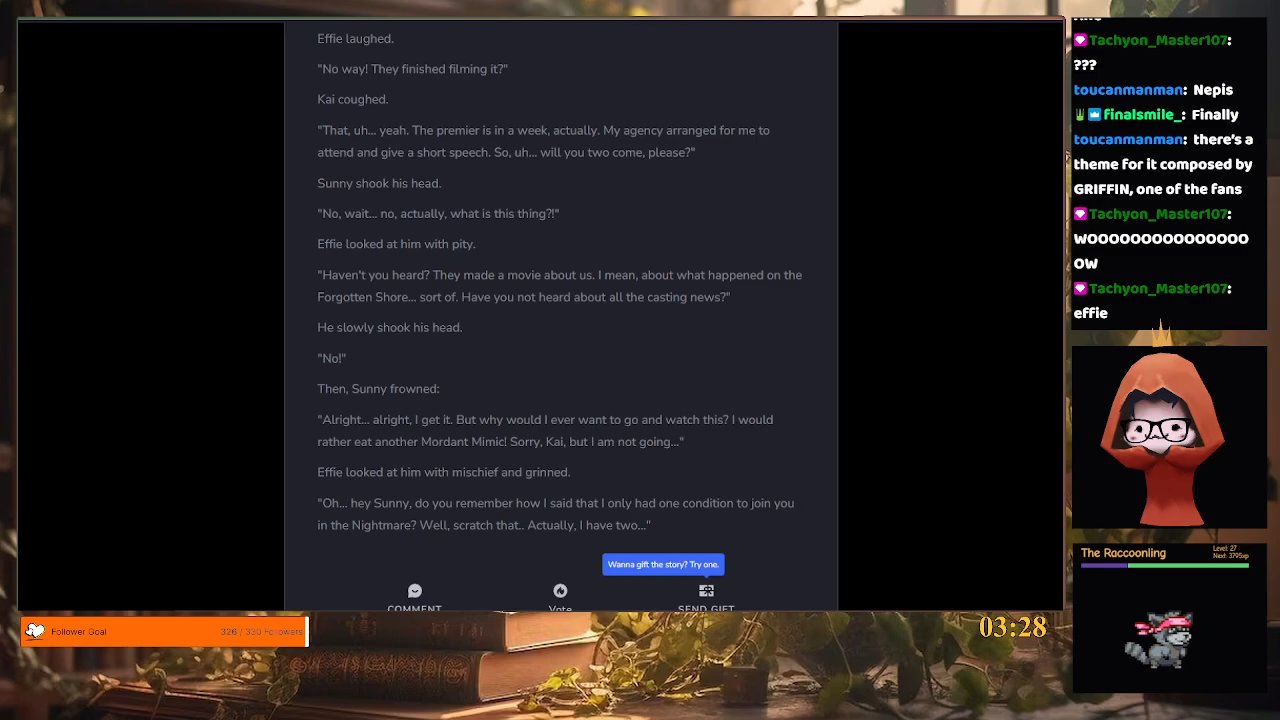 Effie laughed.
"No way! They finished filming it?"
Kai coughed.
"That, uh... yeah. The premier is in a week, actually. My agency arranged for me to
attend and give a short speech. So, uh... will you two come, please?"
Sunny shook his head.
"No, wait... no, actually, what is this thing?!"
Effie looked at him with pity.
"Haven't you heard? They made a movie about us. I mean, about what happened on the
Forgotten Shore... sort of. Have you not heard about all the casting news?"
He slowly shook his head.
"No!"
Then, Sunny frowned:
"Alright... alright, I get it. But why would I ever want to go and watch this? I would
rather eat another Mordant Mimic! Sorry, Kai, but I am not going..."
Effie looked at him with mischief and grinned.
"Oh... hey Sunny, do you remember how I said that I only had one condition to join you
in the Nightmare? Well, scratch that.. Actually, I have two..."
Wanna gift the story? Try one.
COMMENT
Vote
SEND GIFT
Follower Goal
326 / 330 Followers
03:28
Tachyon_Master107:
???
toucanmanman: Nepis
finalsmile_: Finally
toucanmanman: there's a
theme for it composed by
GRIFFIN, one of the fans
Tachyon_Master107:
WOOOOOOOOOOOOOOO
OW
Tachyon_Master107:
effie
The Raccoonling
Level: 27
Next: 3795xp